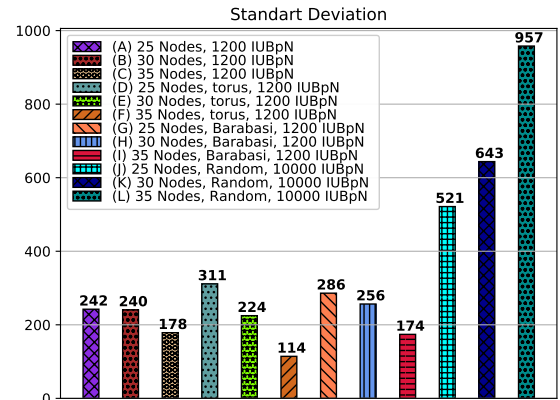 Standart Deviation
1000
800
600
400
200
0
(A) 25 Nodes, 1200 IUBpN
(B) 30 Nodes, 1200 IUBpN
(C) 35 Nodes, 1200 IUBpN
(D) 25 Nodes, torus, 1200 IUBpN
(E) 30 Nodes, torus, 1200 IUBpN
(F) 35 Nodes, torus, 1200 IUBpN
(G) 25 Nodes, Barabasi, 1200 IUBpN
(H) 30 Nodes, Barabasi, 1200 IUBpN
(I) 35 Nodes, Barabasi, 1200 IUBpN
(J) 25 Nodes, Random, 10000 IUBpN
(K) 30 Nodes, Random, 10000 IUBpN
(L) 35 Nodes, Random, 10000 IUBpN
242
240
178
311
224
114
286
256
174
521
643
957